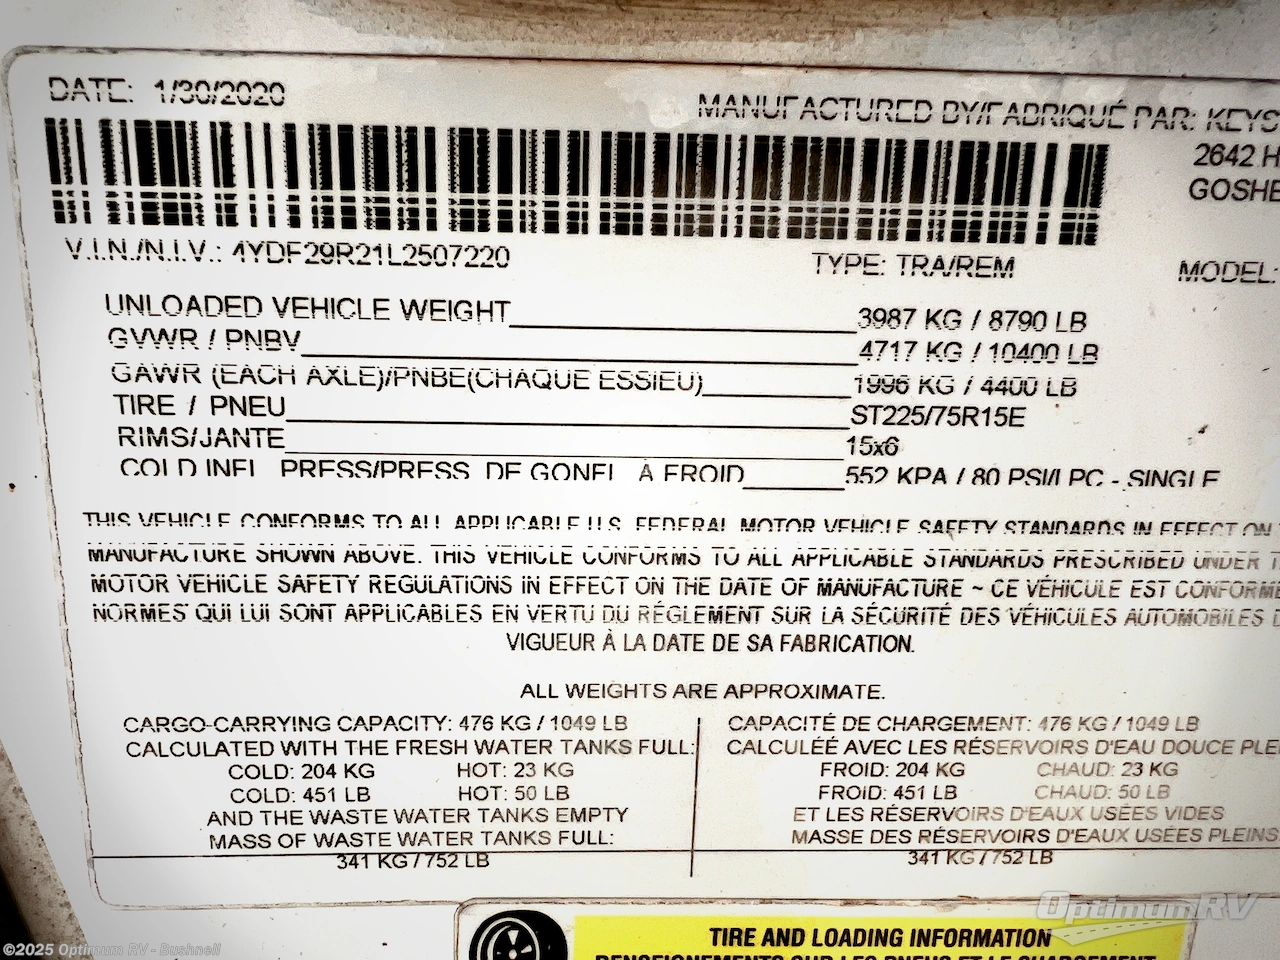 DATE: 1/30/2020
MANUFACTURED BY/FABRIQUÉ PAR: KEYS
2642 H
GOSHE
V.I.N./N.I.V.: 4YDF29R21L2507220
TYPE: TRA/REM
MODEL:
UNLOADED VEHICLE WEIGHT 3987 KG / 8790 LB
GVWR / PNBV 4717 KG / 10400 LB
GAWR (EACH AXLE)/PNBE(CHAQUE ESSIEU) 1996 KG / 4400 LB
TIRE / PNEU ST225/75R15E
RIMS/JANTE 15x6
COLD INFL. PRESS/PRESS. DE GONFL. À FROID 552 KPA / 80 PSI/LPC - SINGLE
THIS VEHICLE CONFORMS TO ALL APPLICABLE U.S. FEDERAL MOTOR VEHICLE SAFETY STANDARDS IN EFFECT ON
MANUFACTURE SHOWN ABOVE. THIS VEHICLE CONFORMS TO ALL APPLICABLE STANDARDS PRESCRIBED UNDER
MOTOR VEHICLE SAFETY REGULATIONS IN EFFECT ON THE DATE OF MANUFACTURE ~ CE VÉHICULE EST CONFORME
NORMES QUI LUI SONT APPLICABLES EN VERTU DU RÉGLEMENT SUR LA SÉCURITÉ DES VÉHICULES AUTOMOBILES
VIGUEUR À LA DATE DE SA FABRICATION.
ALL WEIGHTS ARE APPROXIMATE.
CARGO-CARRYING CAPACITY: 476 KG / 1049 LB
CALCULATED WITH THE FRESH WATER TANKS FULL:
COLD: 204 KG HOT: 23 KG
COLD: 451 LB HOT: 50 LB
AND THE WASTE WATER TANKS EMPTY
MASS OF WASTE WATER TANKS FULL:
341 KG / 752 LB
CAPACITÉ DE CHARGEMENT: 476 KG / 1049 LB
CALCULÉE AVEC LES RÉSERVOIRS D'EAU DOUCE PLEI
FROID: 204 KG CHAUD: 23 KG
FROID: 451 LB CHAUD: 50 LB
ET LES RÉSERVOIRS D'EAUX USÉES VIDES
MASSE DES RÉSERVOIRS D'EAUX USÉES PLEINS
341 KG / 752 LB
TIRE AND LOADING INFORMATION
RENSEIGNEMENTS SUR LES PNEUS ET LE CHARGEMENT
OptimumRV
©2025 Optimum RV - Bushnell